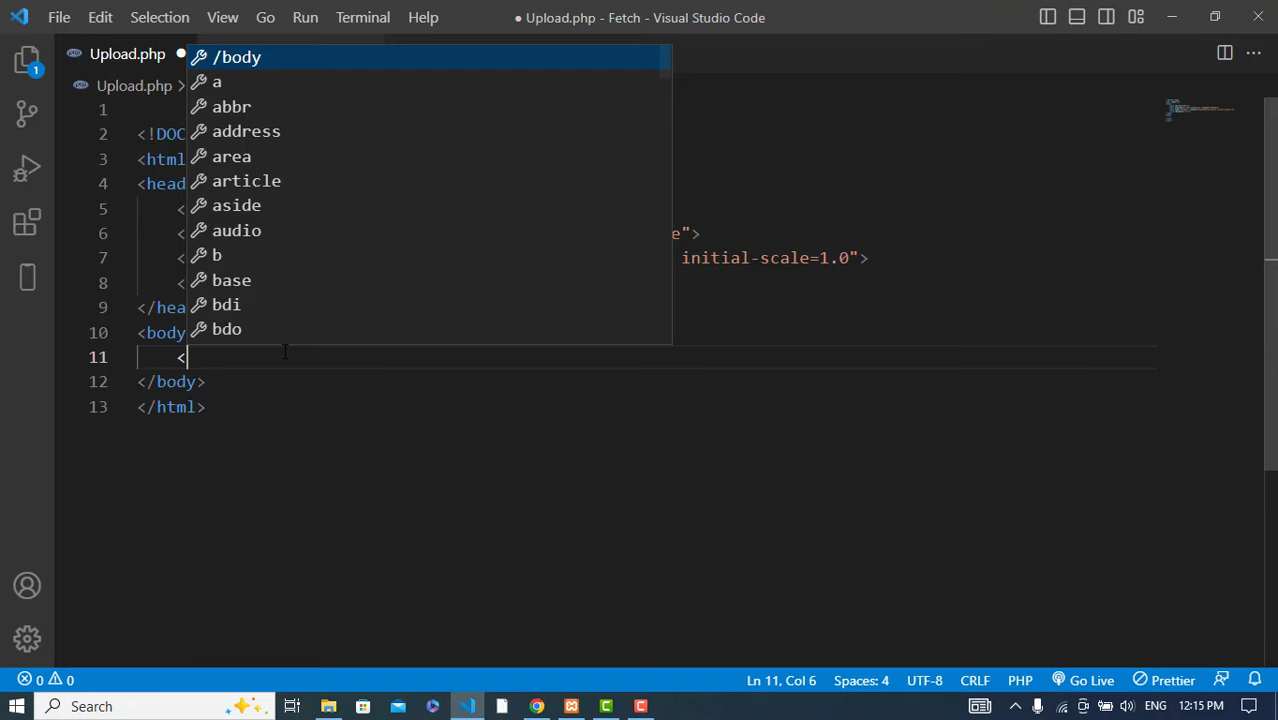 File Edit Selection View Go Run Terminal Help
● Upload.php - Fetch - Visual Studio Code
Upload.php
Upload.php >
1
2 <!DOC
3 <html
4 <head
5 <
6 < e">
7 < initial-scale=1.0">
8 <
9 </hea
10 <body
11 <
12 </body>
13 </html>
/body
a
abbr
address
area
article
aside
audio
b
base
bdi
bdo
1
0 0 Ln 11, Col 6 Spaces: 4 UTF-8 CRLF PHP Go Live Prettier
Search ENG 12:15 PM